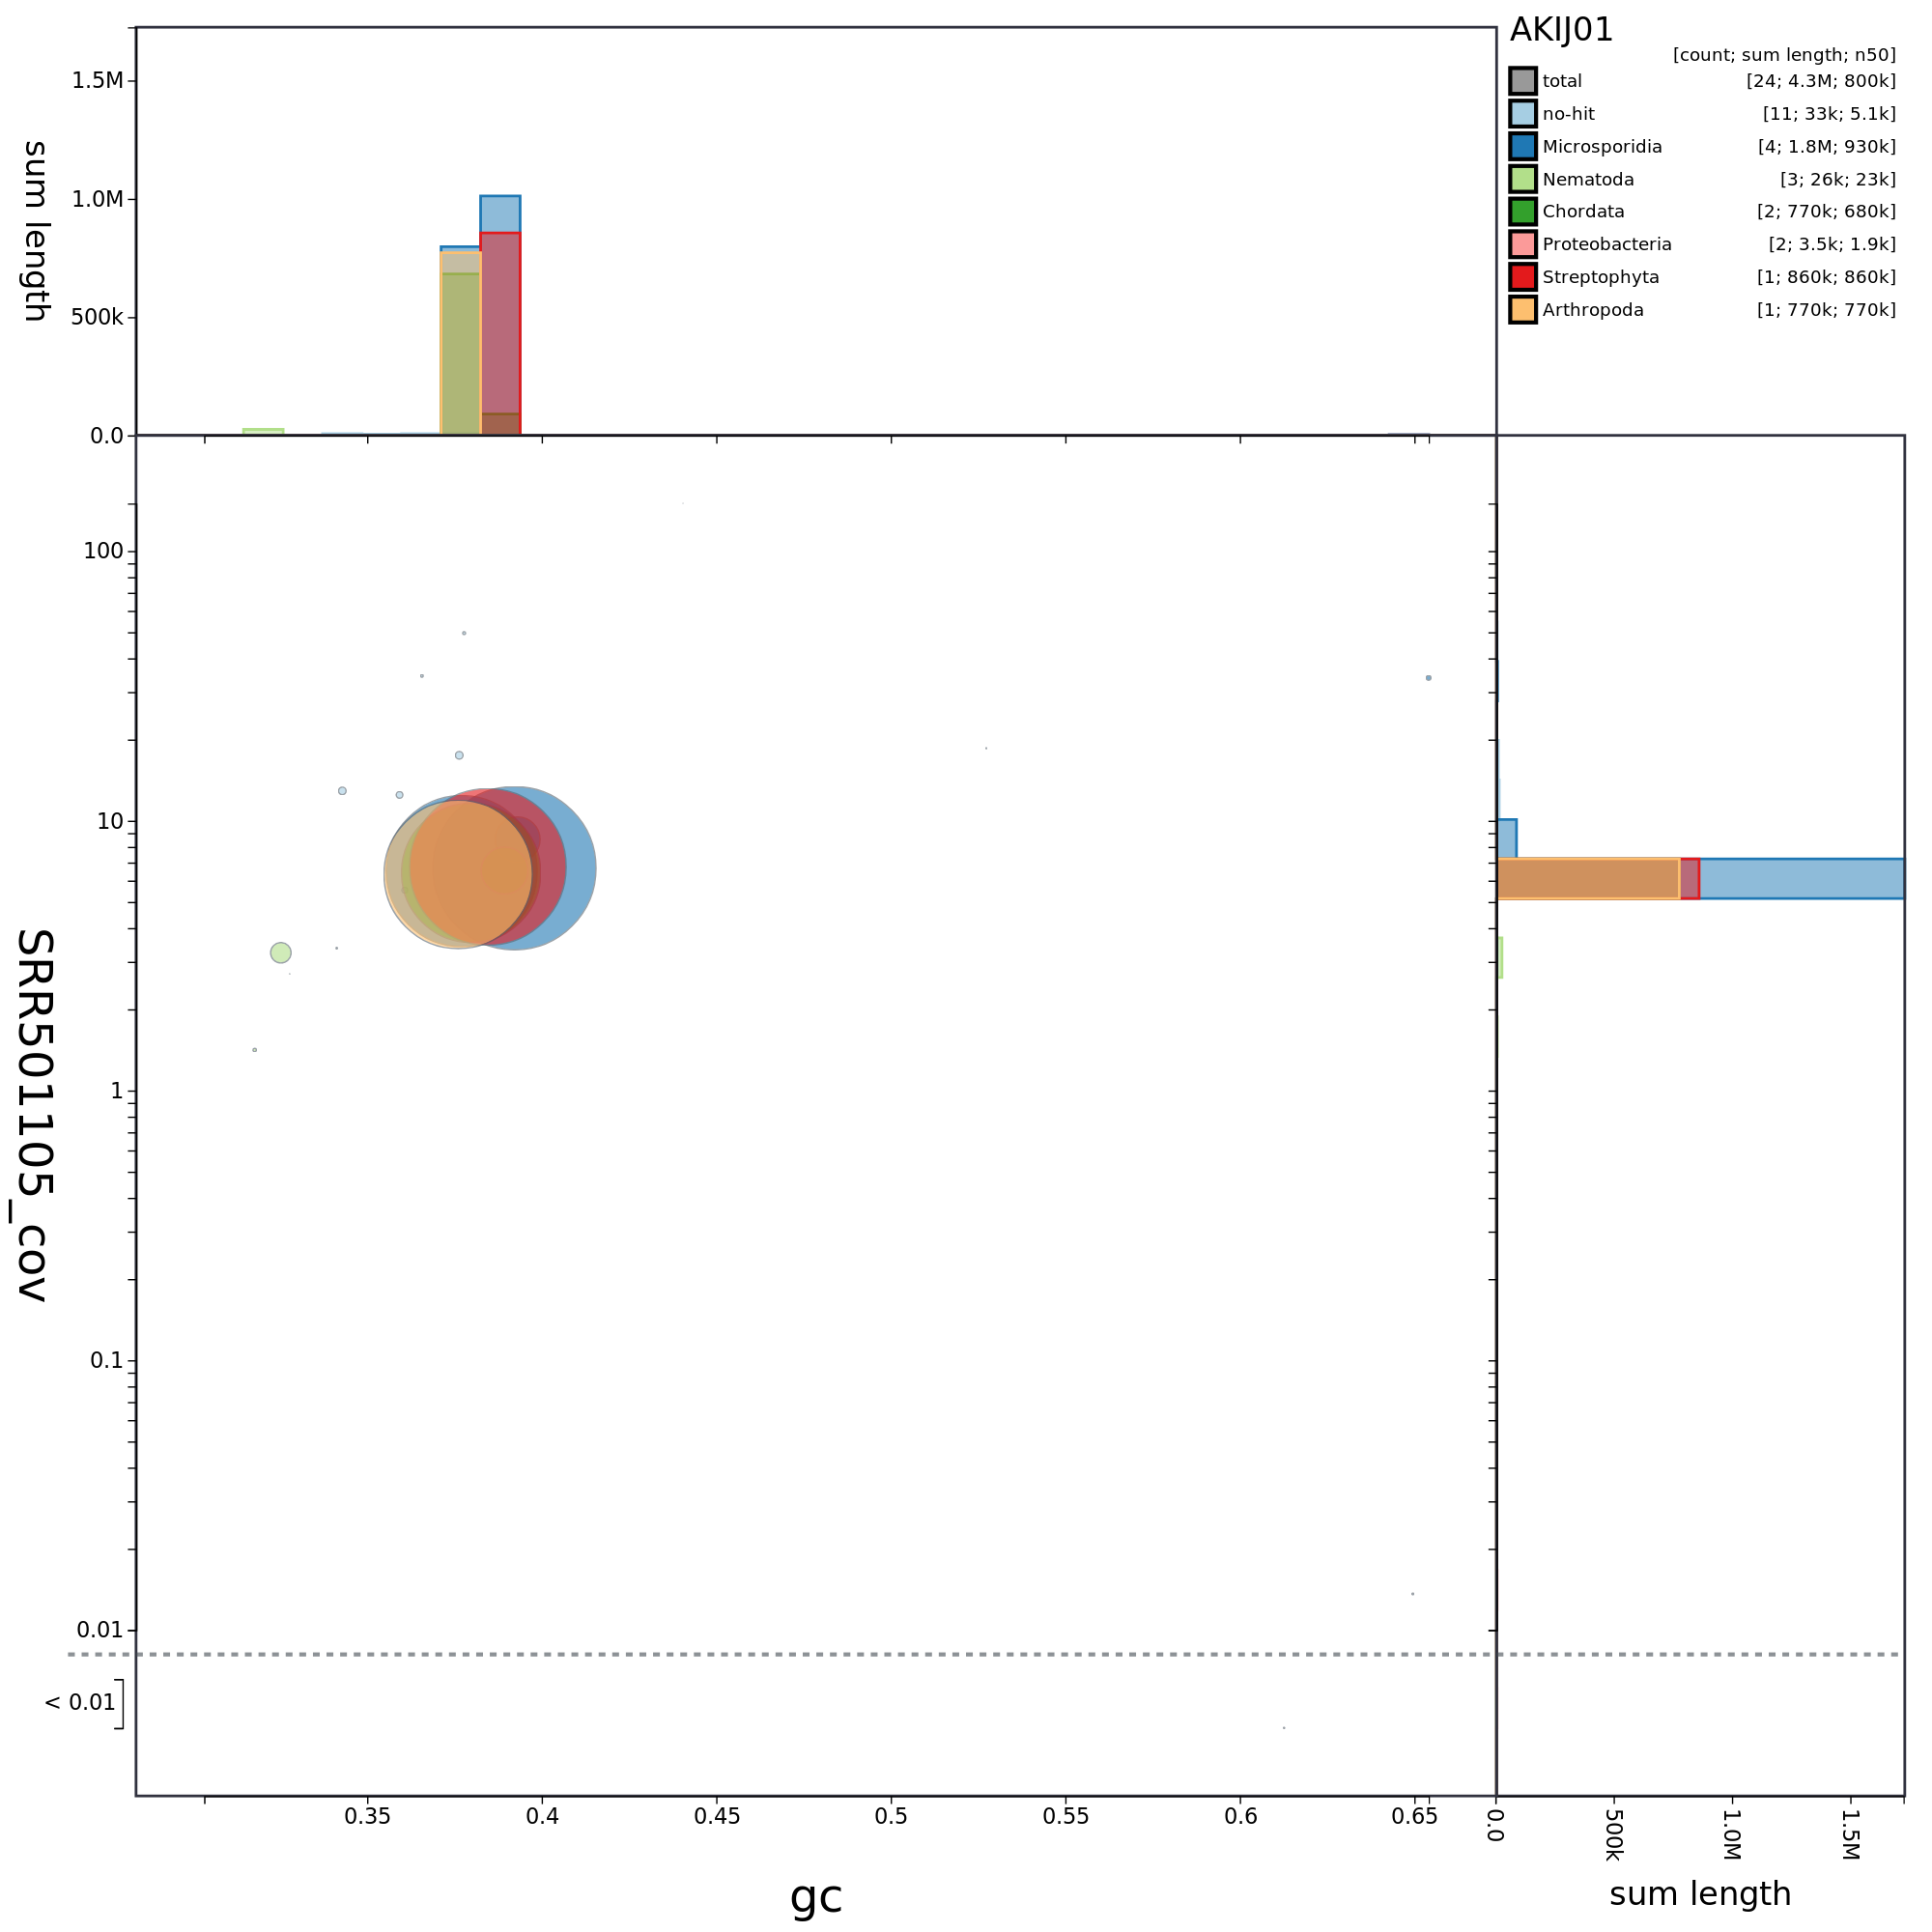 AKIJ01
[count; sum length; n50]
total [24; 4.3M; 800k]
no-hit [11; 33k; 5.1k]
Microsporidia [4; 1.8M; 930k]
Nematoda [3; 26k; 23k]
Chordata [2; 770k; 680k]
Proteobacteria [2; 3.5k; 1.9k]
Streptophyta [1; 860k; 860k]
Arthropoda [1; 770k; 770k]
sum length
1.5M
1.0M
500k
0.0
SRR501105_cov
100
10
1
0.1
0.01
< 0.01
0.35 0.4 0.45 0.5 0.55 0.6 0.65
gc
0.0 500k 1.0M 1.5M
sum length